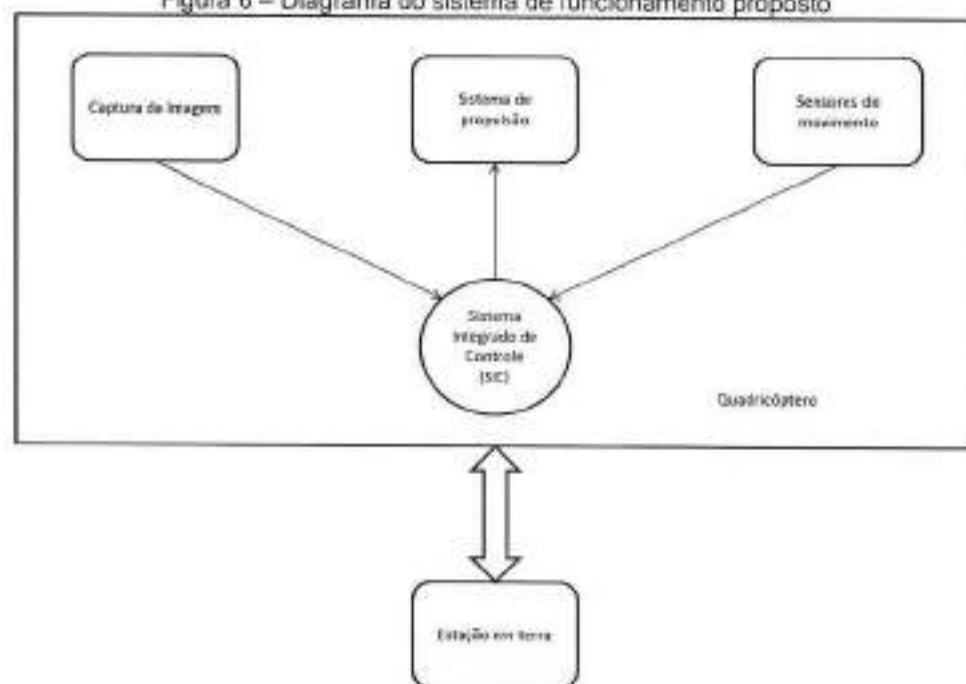 Figura 6 – Diagrama do sistema de funcionamento proposto
Captura de Imagem
Sistema de
propulsão
Sensores de
movimento
Sistema
Integrado de
Controle
(SIC)
Quadricóptero
Estação em terra